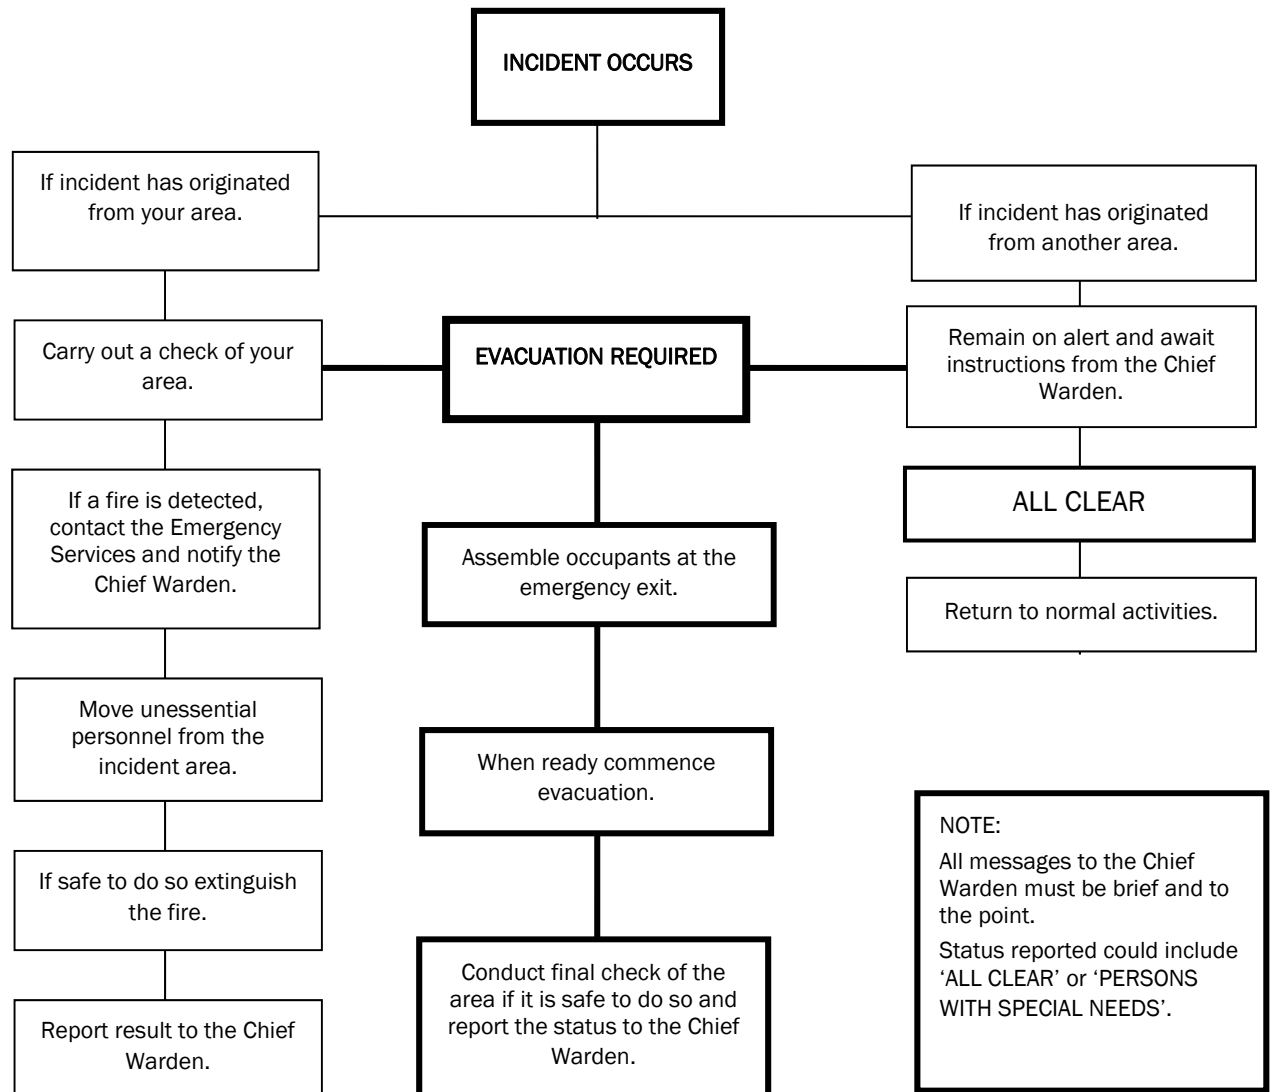 INCIDENT OCCURS
If incident has originated
from your area.
If incident has originated
from another area.
Carry out a check of your
area.
EVACUATION REQUIRED
Remain on alert and await
instructions from the Chief
Warden.
If a fire is detected,
contact the Emergency
Services and notify the
Chief Warden.
Assemble occupants at the
emergency exit.
ALL CLEAR
Return to normal activities.
Move unessential
personnel from the
incident area.
When ready commence
evacuation.
If safe to do so extinguish
the fire.
Report result to the Chief
Warden.
Conduct final check of the
area if it is safe to do so and
report the status to the Chief
Warden.
NOTE:
All messages to the Chief
Warden must be brief and to
the point.
Status reported could include
‘ALL CLEAR’ or ‘PERSONS
WITH SPECIAL NEEDS’.